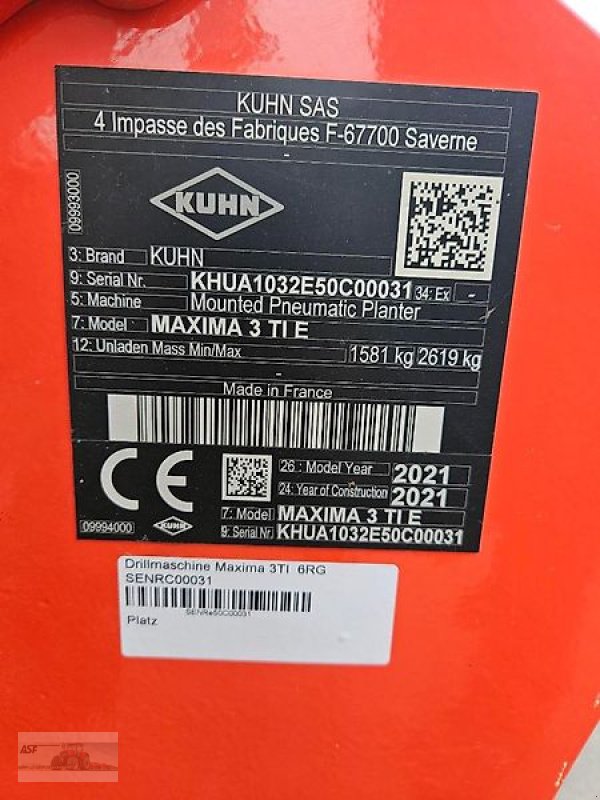 KUHN SAS
4 Impasse des Fabriques F-67700 Saverne
-
09993000
KUHN
3: Brand KUHN
9: Serial Nr. KHUA1032E50C00031 34: Ex -
5: Machine Mounted Pneumatic Planter
7: Model MAXIMA 3 TI E
12: Unladen Mass Min/Max 1581 kg 2619 kg
-
Made in France
CE
26 : Model Year 2021
24: Year of Construction 2021
7: Model MAXIMA 3 TI E
9: Serial Nr KHUA1032E50C00031
09994000
KUHN
Drillmaschine Maxima 3TI 6RG
SENRC00031
SENRe50C00031
Platz
ASF